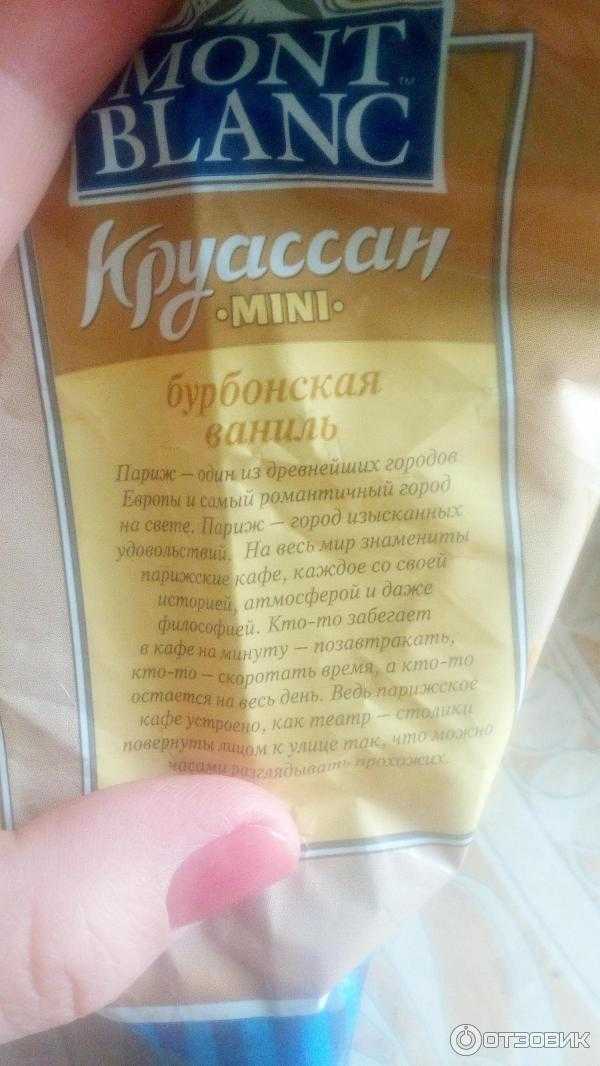 MONT
BLANC™
Круассан
·MINI·
бурбонская
ваниль
Париж – один из древнейших городов
Европы и самый романтичный город
на свете. Париж – город изысканных
удовольствий. На весь мир знамениты
парижские кафе, каждое со своей
историей, атмосферой и даже
философией. Кто-то забегает
в кафе на минуту – позавтракать,
кто-то – скоротать время, а кто-то
остается на весь день. Ведь парижское
кафе устроено, как театр – столики
повернуты лицом к улице так, что можно
часами разглядывать прохожих.
ОТЗОВИК